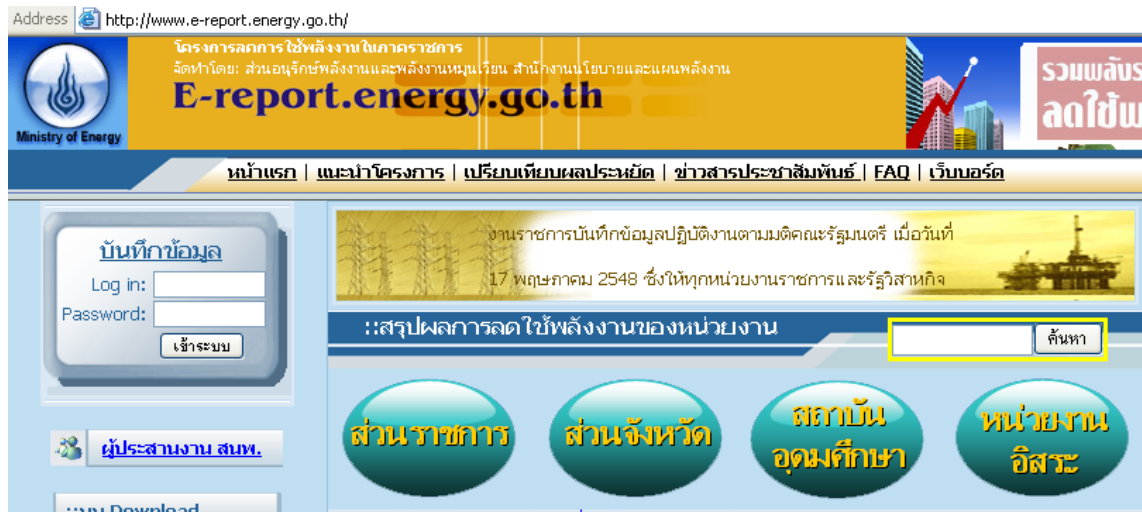 Address http://www.e-report.energy.go.th/
โครงการลดการใช้พลังงานในภาคราชการ
จัดทำโดย: ส่วนอนุรักษ์พลังงานและพลังงานหมุนเวียน สำนักงานนโยบายและแผนพลังงาน
E-report.energy.go.th
Ministry of Energy
ลดใช้
หน้าแรก | แนะนำโครงการ | เปรียบเทียบผลประหยัด | ข่าวสารประชาสัมพันธ์ | FAQ | เว็บบอร์ด
บันทึกข้อมูล
Log in:
Password:
เข้าระบบ
งานราชการบันทึกข้อมูลปฏิบัติงานตามมติคณะรัฐมนตรี เมื่อวันที่
17 พฤษภาคม 2548 ซึ่งให้ทุกหน่วยงานราชการและรัฐวิสาหกิจ
::สรุปผลการลดใช้พลังงานของหน่วยงาน
ค้นหา
ส่วนราชการ
ส่วนจังหวัด
สถาบัน
อุดมศึกษา
หน่วยงาน
อิสระ
ผู้ประสานงาน สนพ.
Download